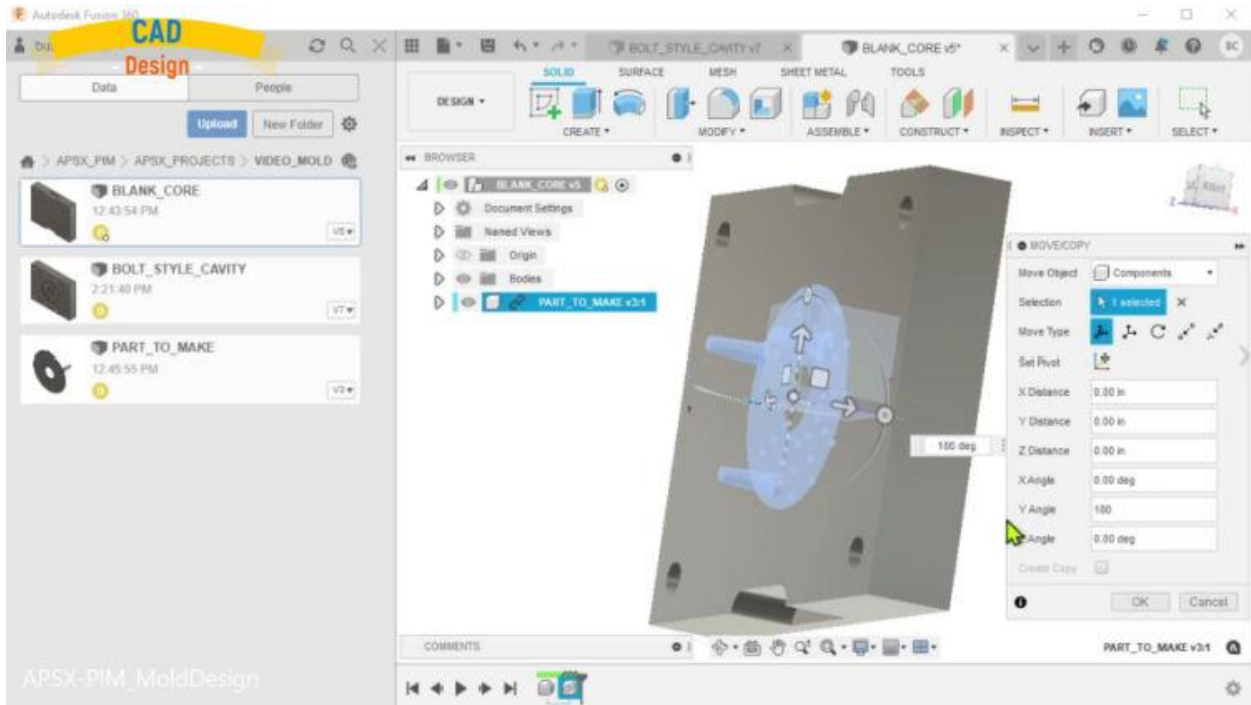 Autodesk Fusion 360
CAD
Design
BOLT_STYLE_CAVITY v7
BLANK_CORE v5*
BC
Data
People
SOLID
SURFACE
MESH
SHEET METAL
TOOLS
DESIGN
CREATE
MODIFY
ASSEMBLE
CONSTRUCT
INSPECT
INSERT
SELECT
Upload
New Folder
APSX_PIM > APSX_PROJECTS > VIDEO_MOLD
BROWSER
BLANK_CORE
12:43:54 PM
BLANK_CORE v5
Document Settings
Named Views
Origin
Bodies
PART_TO_MAKE v3:1
BOLT_STYLE_CAVITY
2:21:40 PM
V7
PART_TO_MAKE
12:45:55 PM
RIGHT
MOVE/COPY
Move Object
Components
Selection
1 selected
Move Type
Set Pivot
X Distance
0.00 in
Y Distance
0.00 in
Z Distance
0.00 in
X Angle
0.00 deg
Y Angle
180
Angle
0.00 deg
Create Copy
OK
Cancel
180 deg
COMMENTS
PART_TO_MAKE v3:1
APSX-PIM_MoldDesign